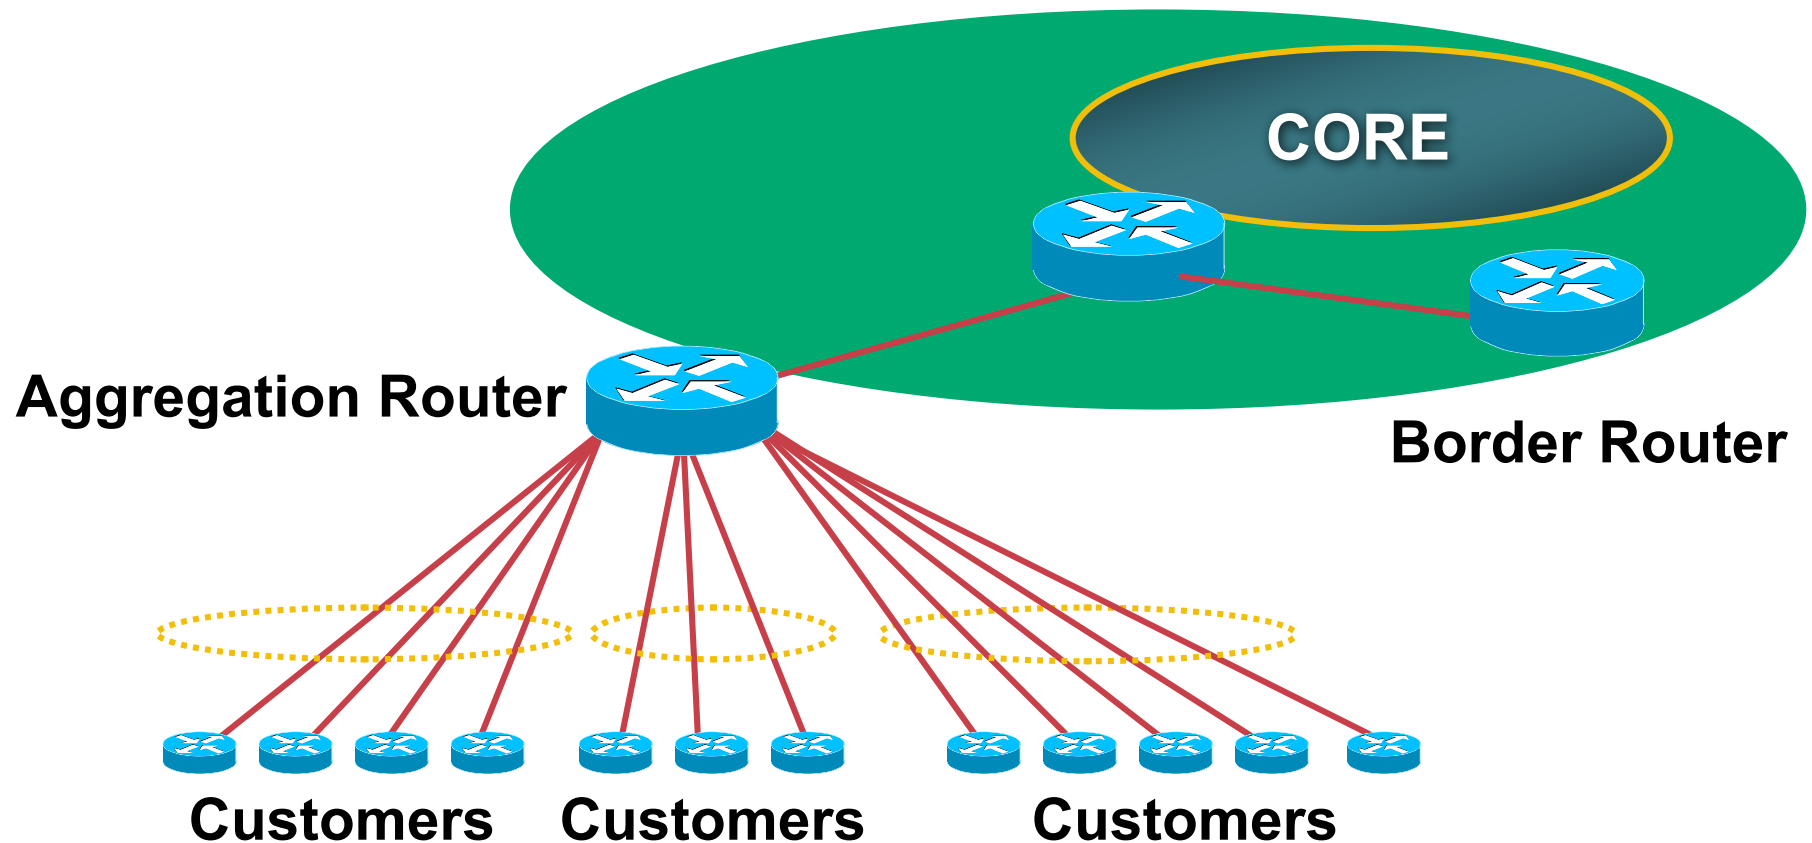 CORE
Aggregation Router
Border Router
Customers
Customers
Customers